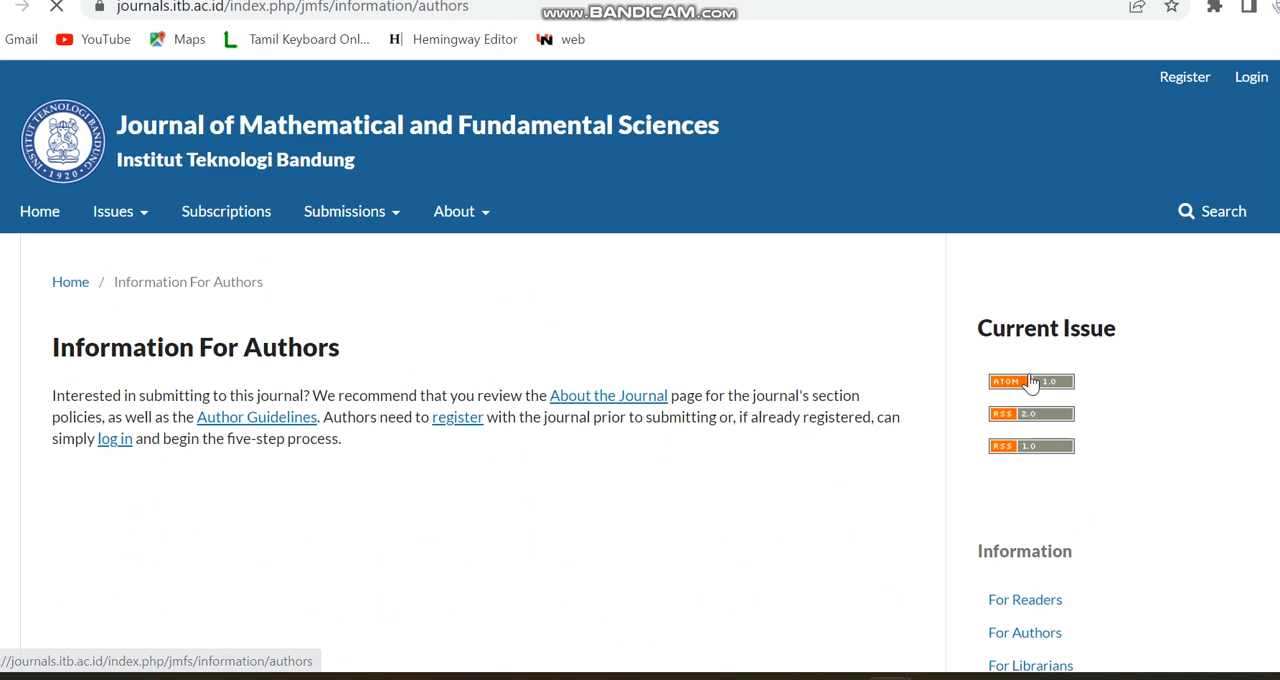 journals.itb.ac.id/index.php/jmfs/information/authors
www.BANDICAM.com
Gmail YouTube Maps Tamil Keyboard Onl... Hemingway Editor web
Register Login
INSTITUT TEKNOLOGI BANDUNG
1920
Journal of Mathematical and Fundamental Sciences
Institut Teknologi Bandung
Home Issues Subscriptions Submissions About Search
Home / Information For Authors
Information For Authors
Interested in submitting to this journal? We recommend that you review the About the Journal page for the journal's section
policies, as well as the Author Guidelines. Authors need to register with the journal prior to submitting or, if already registered, can
simply log in and begin the five-step process.
Current Issue
ATOM 1.0
RSS 2.0
RSS 1.0
Information
For Readers
For Authors
For Librarians
//journals.itb.ac.id/index.php/jmfs/information/authors